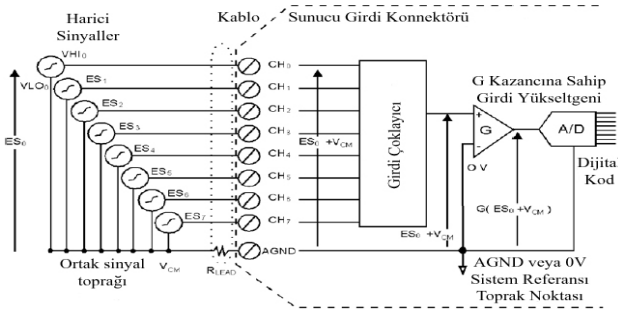 Harici
Sinyaller
Kablo
Sunucu Girdi Konnektörü
VHI0
VLO0
ES0
ES1
ES2
ES3
ES4
ES5
ES6
ES7
CH0
CH1
CH2
CH3
CH4
CH5
CH6
CH7
AGND
ES0 +VCM
Girdi Çoklayıcı
ES0 +VCM
G Kazancına Sahip
Girdi Yükseltgeni
+
G
-
0 V
A/D
Dijital
Kod
G( ES0 +VCM )
Ortak sinyal
toprağı
VCM
RLEAD
AGND veya 0V
Sistem Referansı
Toprak Noktası